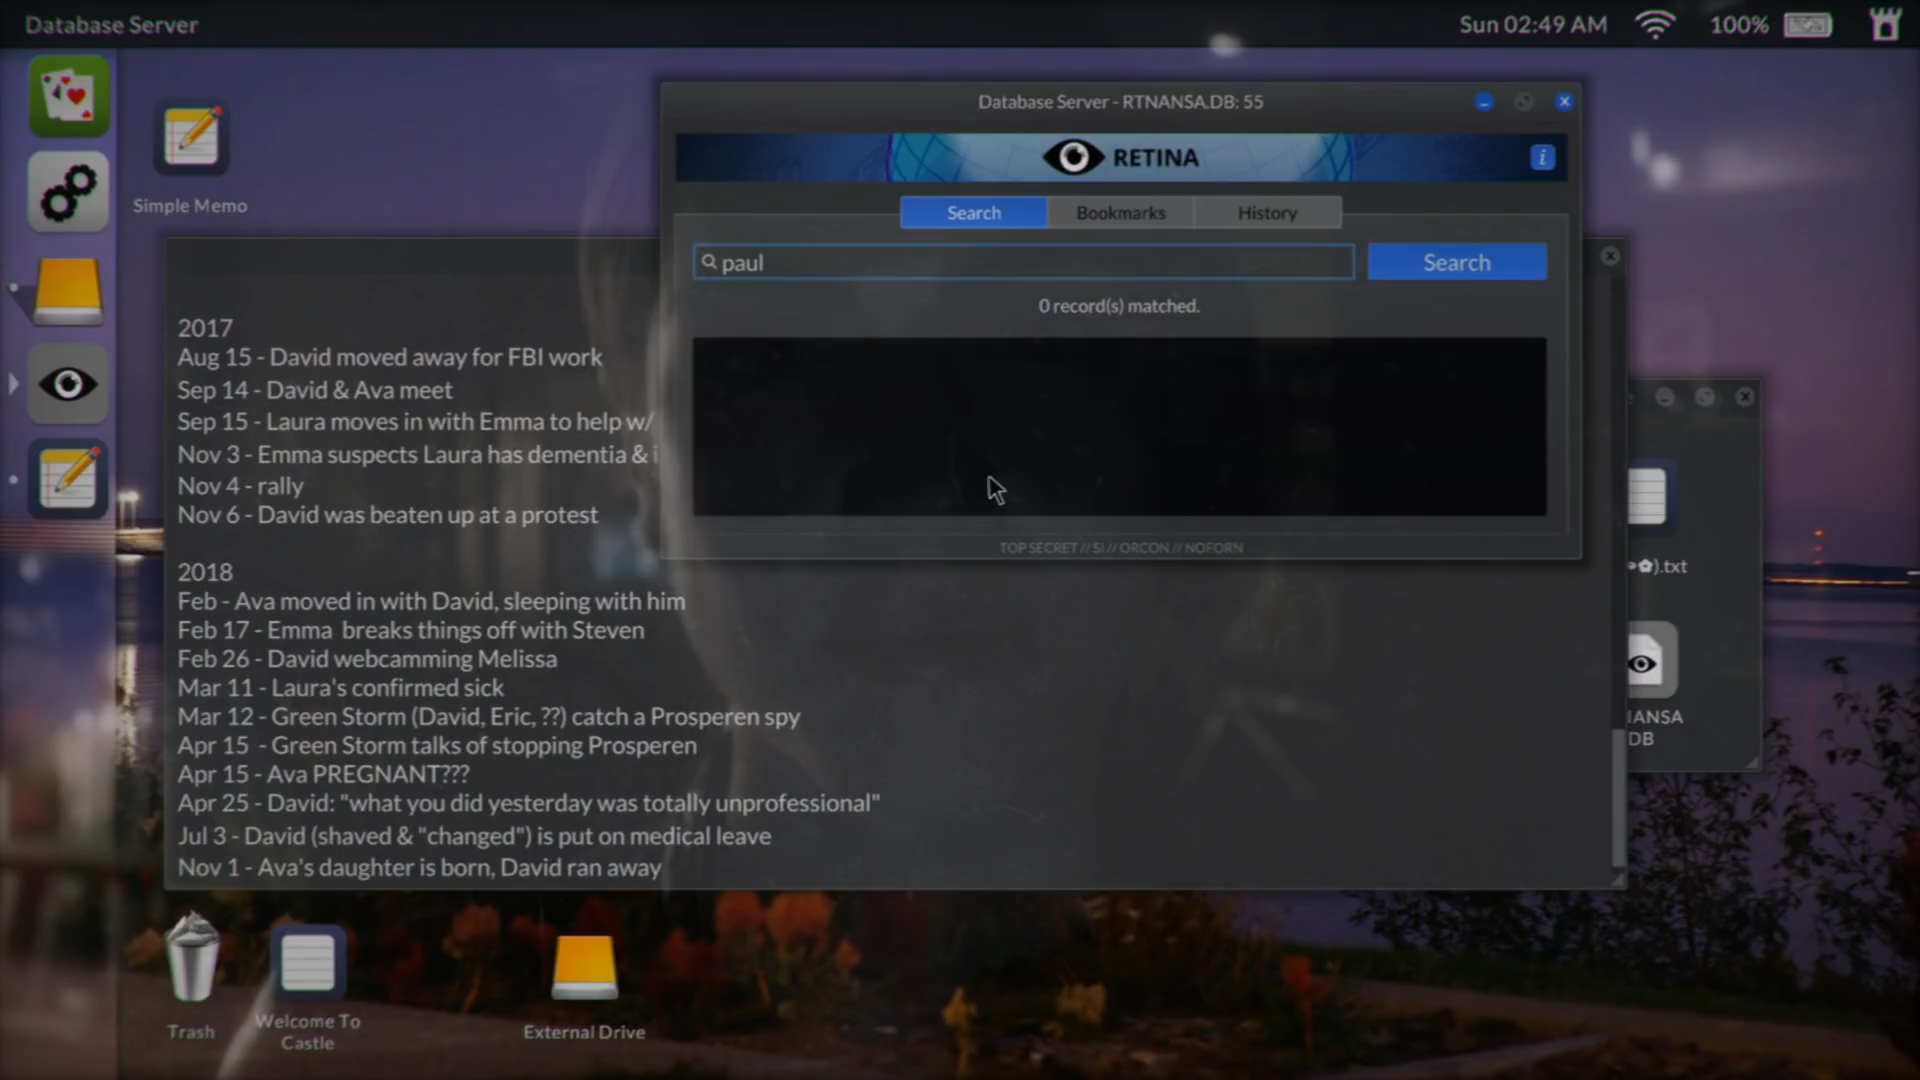 Database Server
Sun 02:49 AM
100%
Simple Memo
Database Server - RTNANSA.DB: 55
RETINA
i
Search
Bookmarks
History
paul
Search
0 record(s) matched.
TOP SECRET // SI // ORCON // NOFORN
2017
Aug 15 - David moved away for FBI work
Sep 14 - David & Ava meet
Sep 15 - Laura moves in with Emma to help w/
Nov 3 - Emma suspects Laura has dementia &
Nov 4 - rally
Nov 6 - David was beaten up at a protest
2018
Feb - Ava moved in with David, sleeping with him
Feb 17 - Emma breaks things off with Steven
Feb 26 - David webcamming Melissa
Mar 11 - Laura's confirmed sick
Mar 12 - Green Storm (David, Eric, ??) catch a Prosperen spy
Apr 15 - Green Storm talks of stopping Prosperen
Apr 15 - Ava PREGNANT???
Apr 25 - David: "what you did yesterday was totally unprofessional"
Jul 3 - David (shaved & "changed") is put on medical leave
Nov 1 - Ava's daughter is born, David ran away
✿).txt
IANSA
DB
Trash
Welcome To
Castle
External Drive